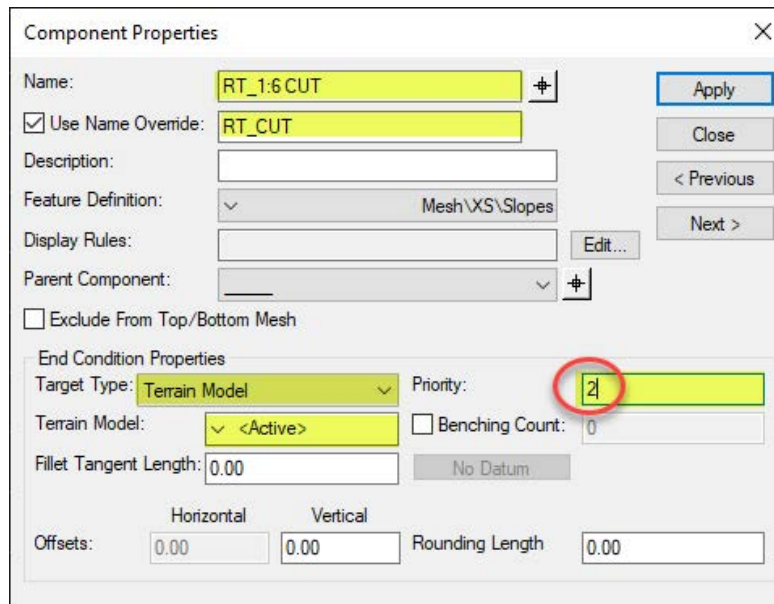 Component Properties
Name: RT_1:6 CUT Apply
Use Name Override: RT_CUT Close
Description: < Previous
Feature Definition: Mesh\XS\Slopes Next >
Display Rules: Edit...
Parent Component:
Exclude From Top/Bottom Mesh
End Condition Properties
Target Type: Terrain Model Priority: 2
Terrain Model: <Active> Benching Count: 0
Fillet Tangent Length: 0.00 No Datum
Horizontal Vertical
Offsets: 0.00 0.00 Rounding Length 0.00